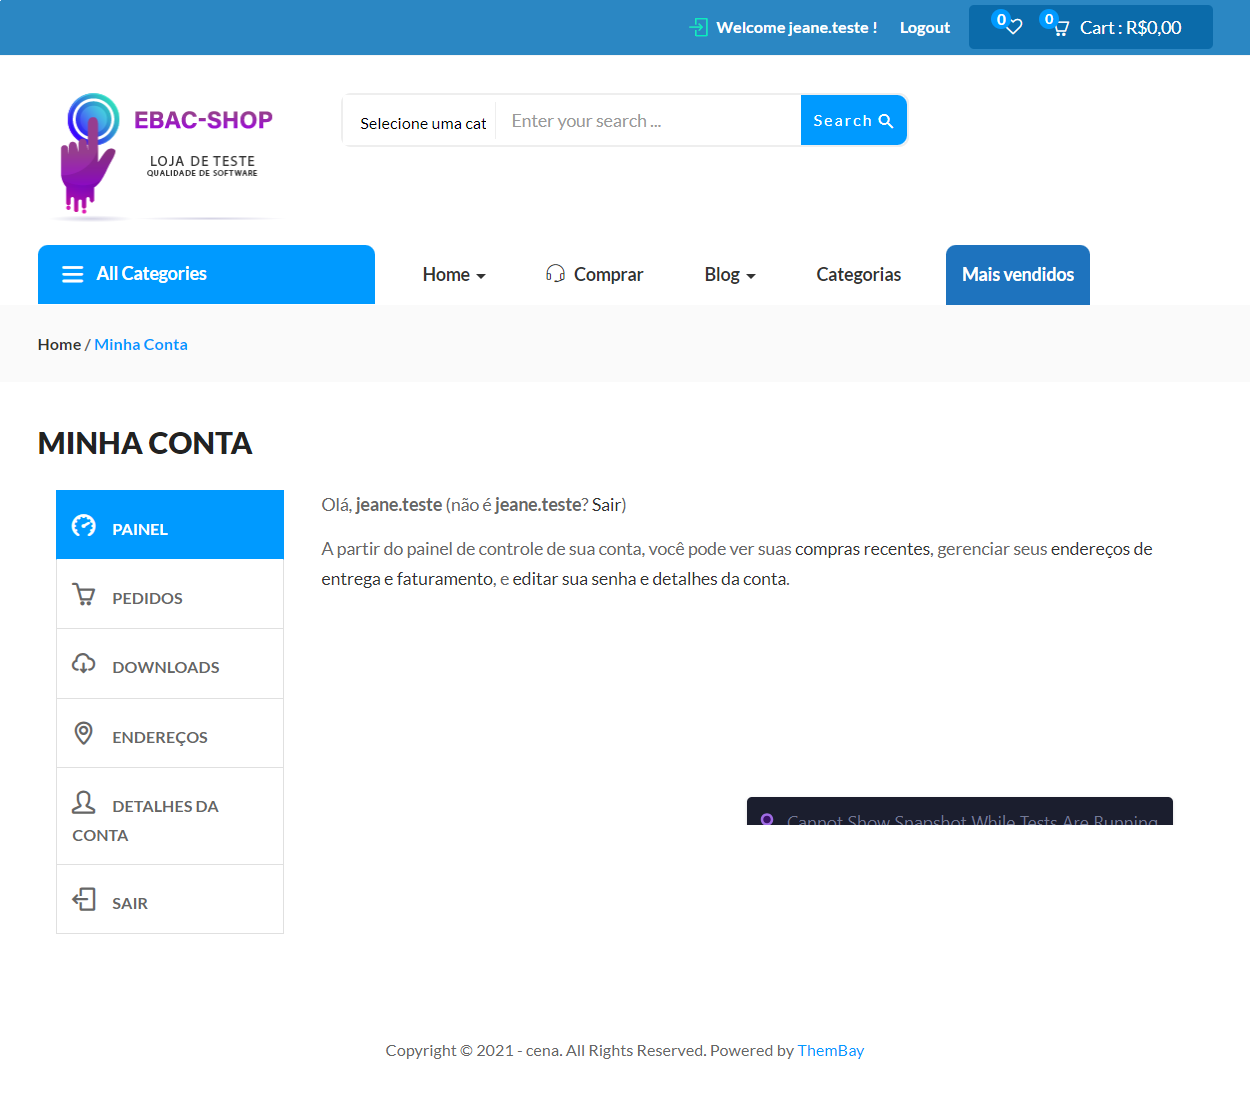 Welcome jeane.teste !
Logout
0
0
Cart : R$0,00
EBAC-SHOP
LOJA DE TESTE
QUALIDADE DE SOFTWARE
Selecione uma cat
Enter your search ...
Search
All Categories
Home
Comprar
Blog
Categorias
Mais vendidos
Home / Minha Conta
MINHA CONTA
PAINEL
PEDIDOS
DOWNLOADS
ENDEREÇOS
DETALHES DA
CONTA
SAIR
Olá, jeane.teste (não é jeane.teste? Sair)
A partir do painel de controle de sua conta, você pode ver suas compras recentes, gerenciar seus endereços de
entrega e faturamento, e editar sua senha e detalhes da conta.
Cannot Show Snapshot While Tests Are Running
Copyright © 2021 - cena. All Rights Reserved. Powered by ThemBay